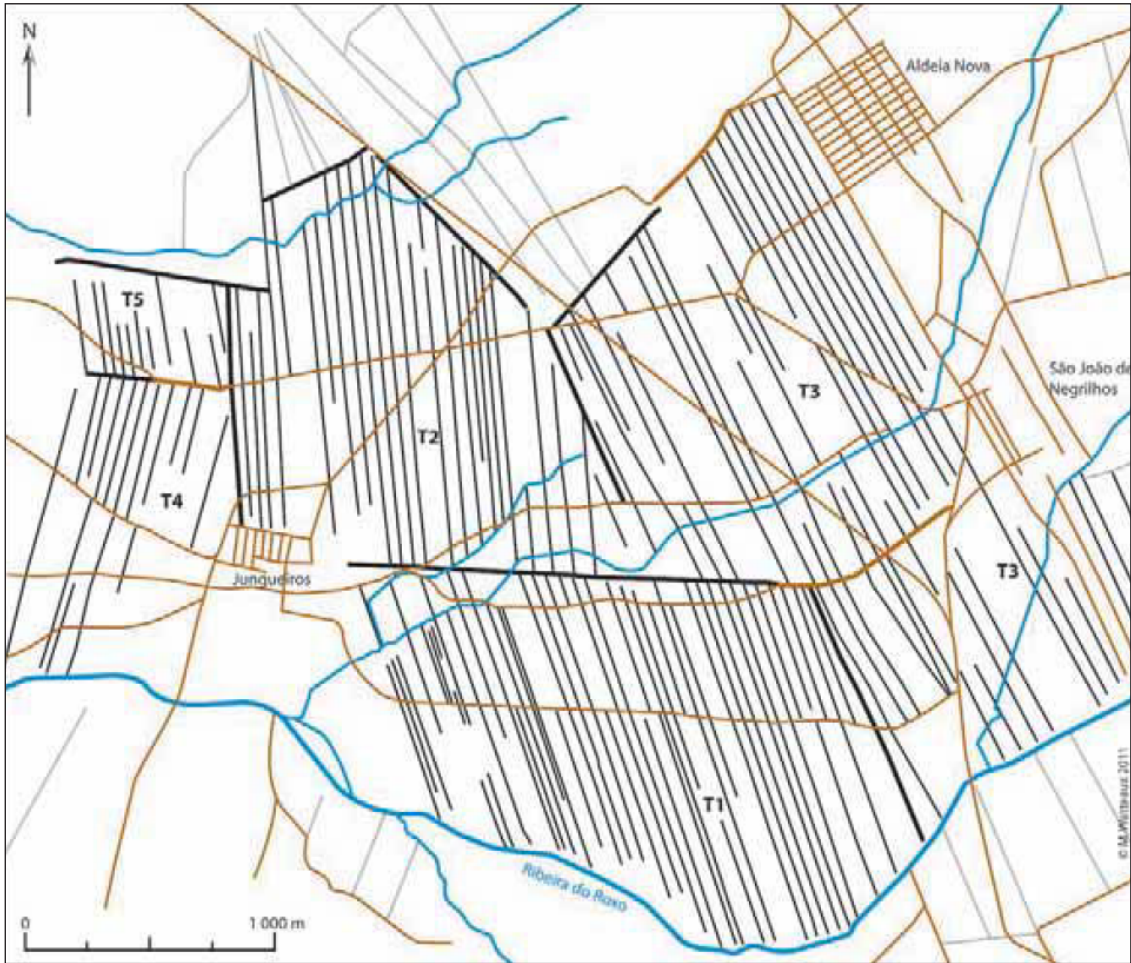 N
Aldeia Nova
T5
São João de
Negrilhos
T3
T2
T4
T3
Junqueiros
T1
Ribeira do Roxo
0
1 000 m
© M.Watteaux 2011